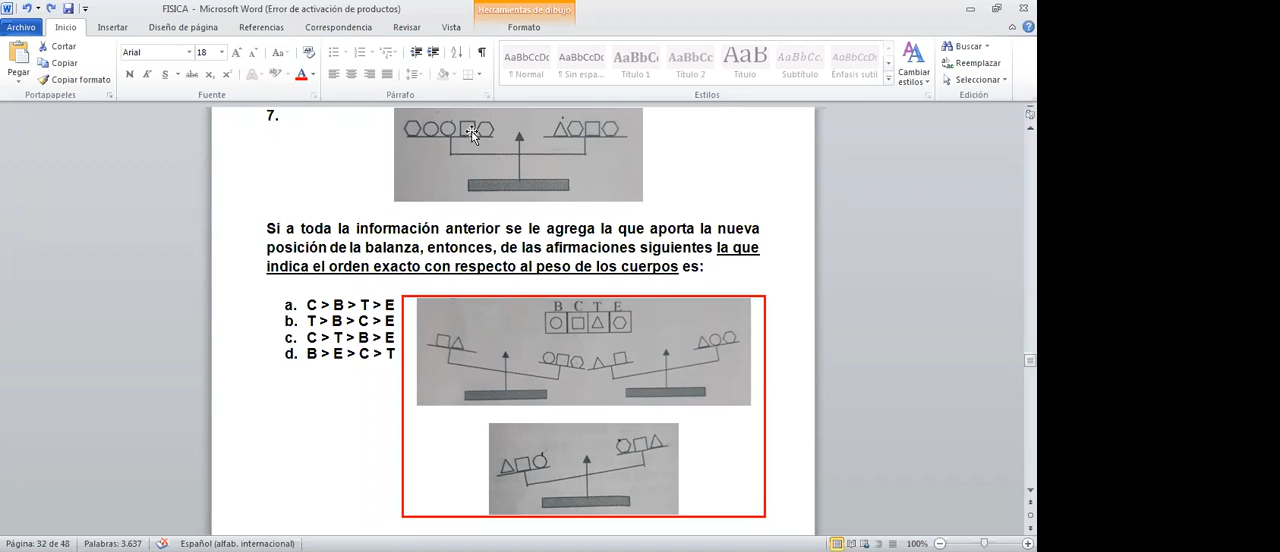 FISICA - Microsoft Word (Error de activación de productos)
Herramientas de dibujo
Archivo
Inicio
Insertar
Diseño de página
Referencias
Correspondencia
Revisar
Vista
Formato
Pegar
Cortar
Copiar
Copiar formato
Portapapeles
Arial
18
N K S abc x₂ x² A
Fuente
Párrafo
AaBbCcDc
¶ Normal
AaBbCcDc
¶ Sin espa...
AaBbC
Título 1
AaBbCc
Título 2
AaB
Título
AaBbCc.
Subtítulo
AaBbCcDc
Énfasis sutil
Cambiar estilos
Estilos
Buscar
Reemplazar
Seleccionar
Edición
7.
Si a toda la información anterior se le agrega la que aporta la nueva
posición de la balanza, entonces, de las afirmaciones siguientes la que
indica el orden exacto con respecto al peso de los cuerpos es:
a. C > B > T > E
b. T > B > C > E
c. C > T > B > E
d. B > E > C > T
B C T E
Página: 32 de 48
Palabras: 3.637
Español (alfab. internacional)
100%